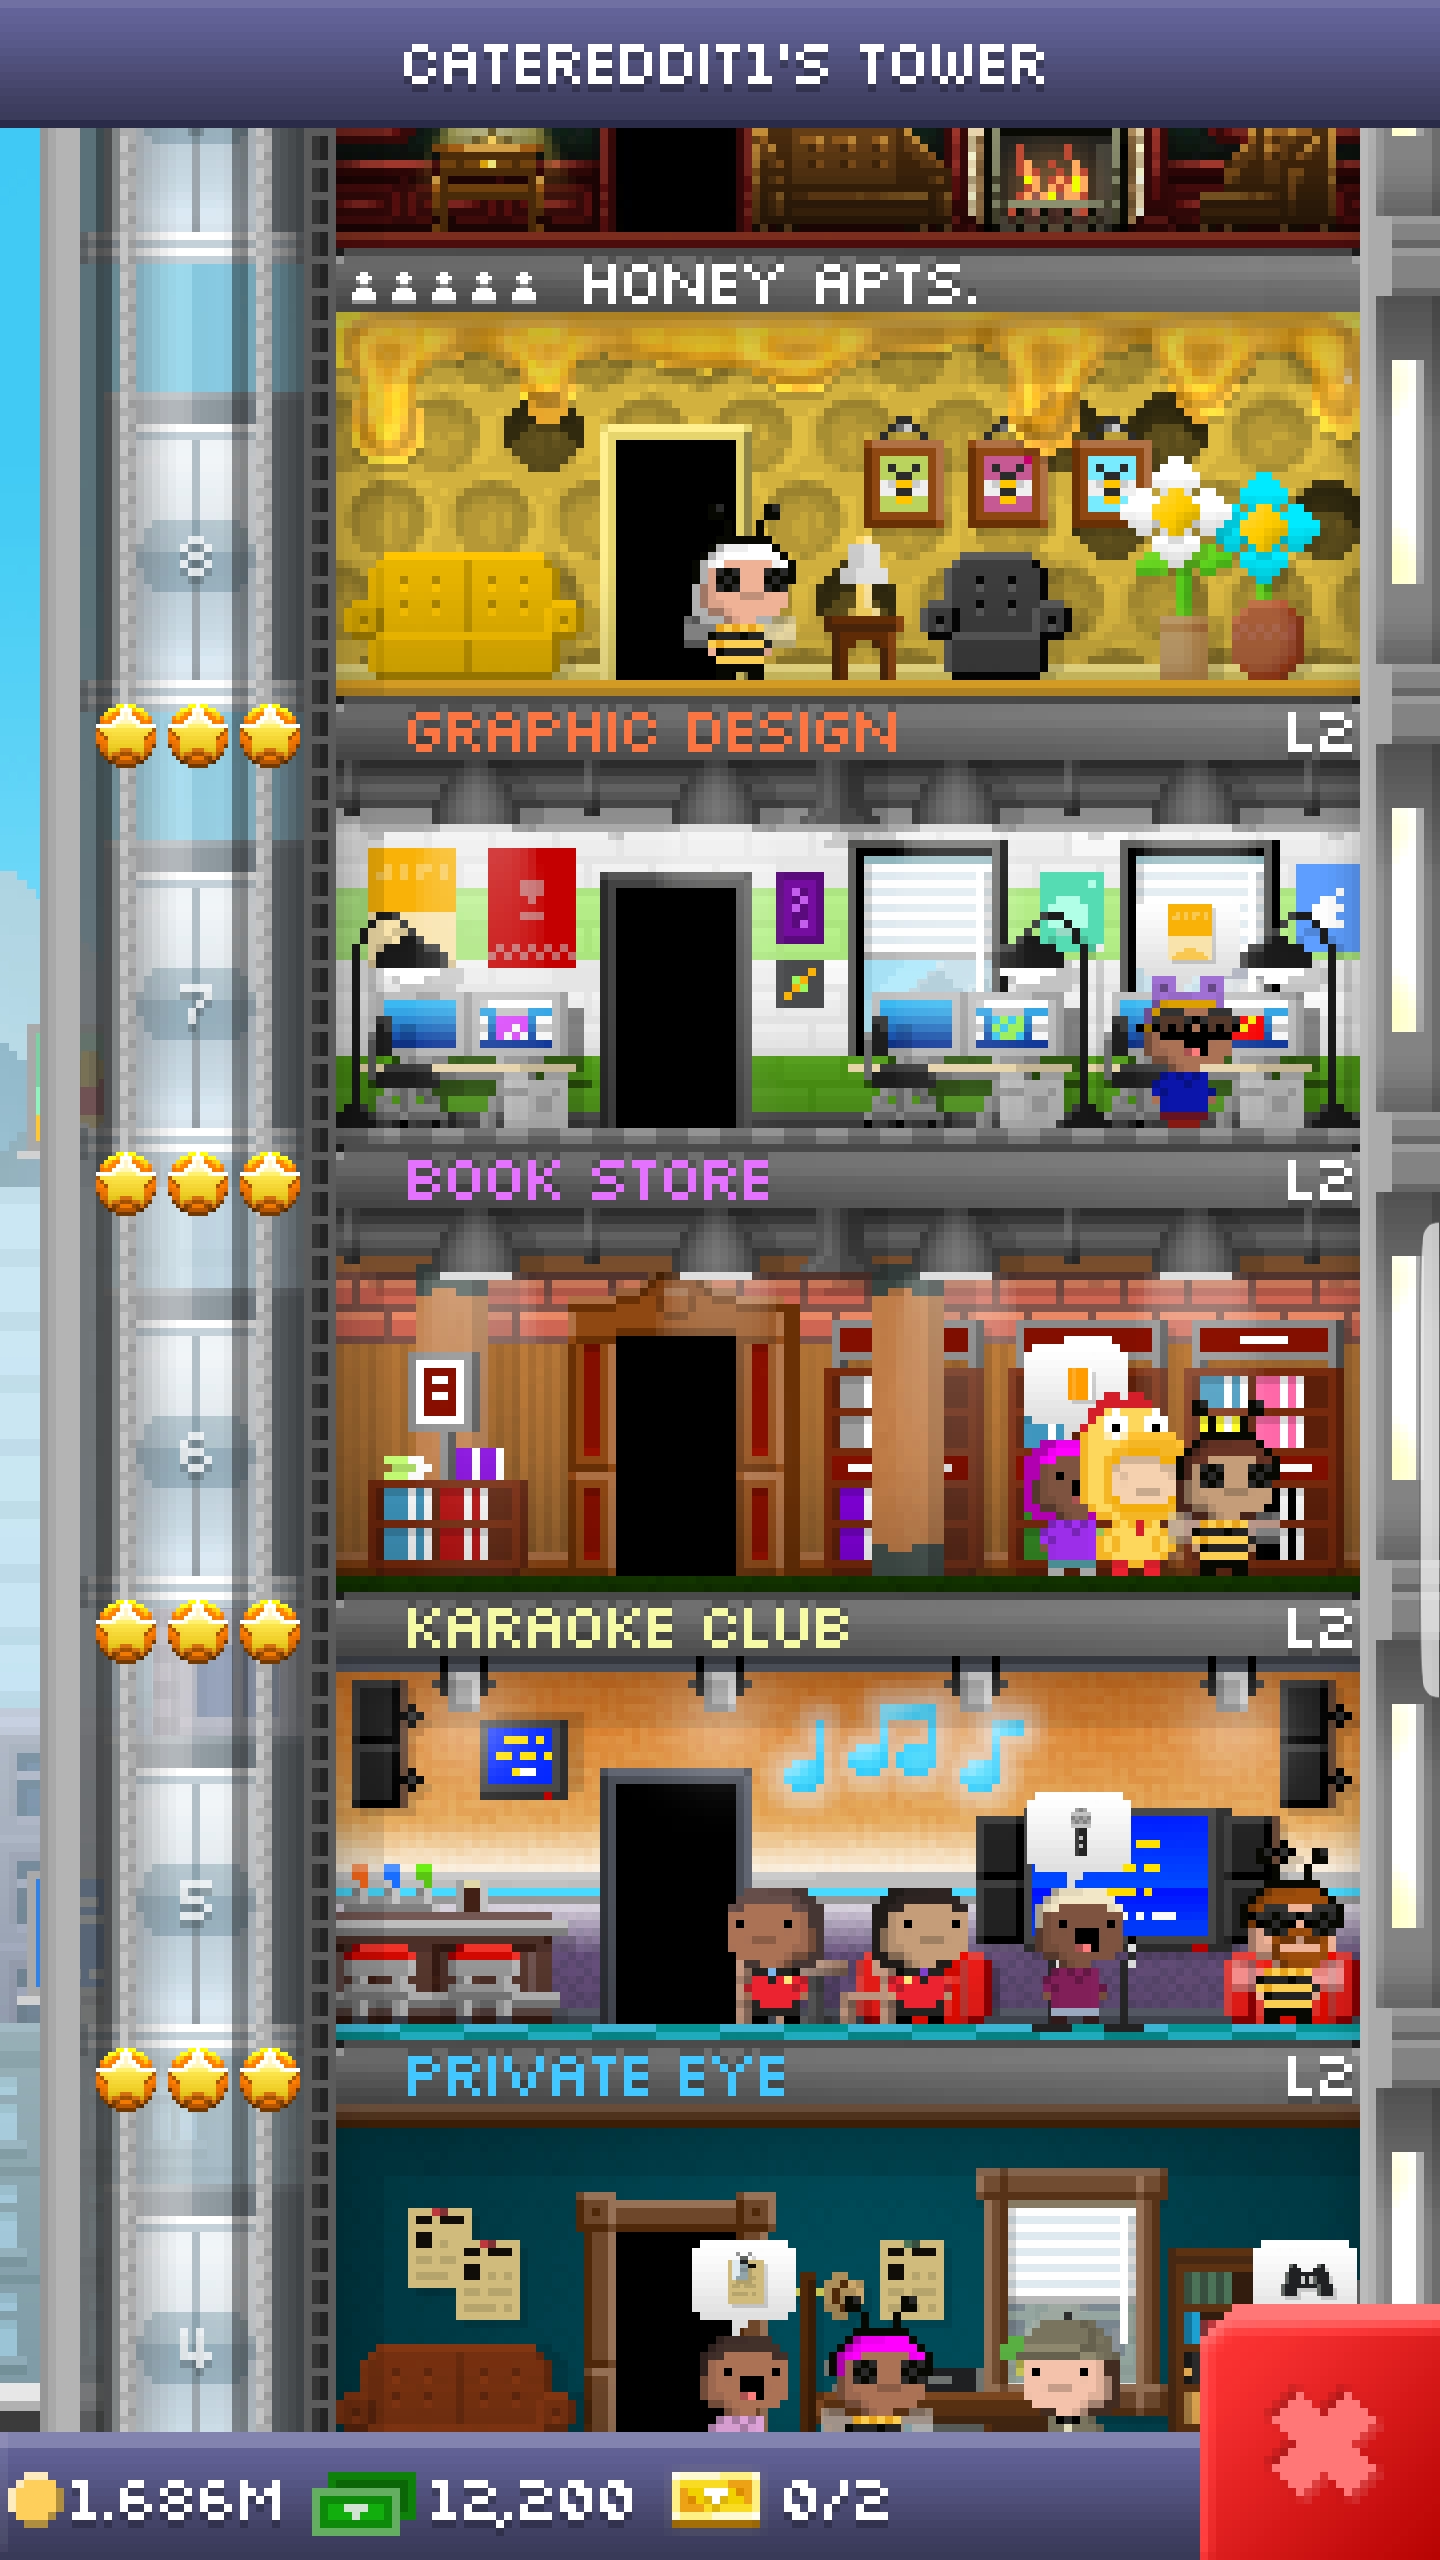 CATEREDDIT1'S TOWER
HONEY APTS.
8
GRAPHIC DESIGN L2
7
BOOK STORE L2
6
KARAOKE CLUB L2
5
PRIVATE EYE L2
4
1.686M 12,200 0/2